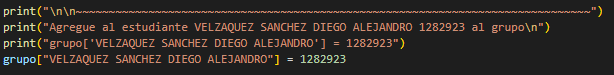 print("\n\n~~~~~~~~~~~~~~~~~~~~~~~~~~~~~~~~~~~~~~~~~~~~~~~~~~~~~~~~~~~~~~~~~~~~~~~~~~")
print("Agregue al estudiante VELZAQUEZ SANCHEZ DIEGO ALEJANDRO 1282923 al grupo\n")
print("grupo['VELZAQUEZ SANCHEZ DIEGO ALEJANDRO'] = 1282923")
grupo["VELZAQUEZ SANCHEZ DIEGO ALEJANDRO"] = 1282923